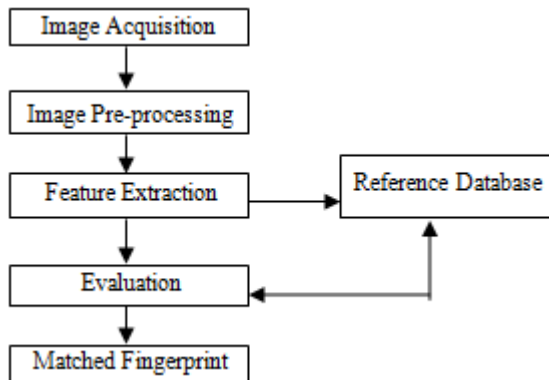 Image Acquisition
Image Pre-processing
Feature Extraction
Reference Database
Evaluation
Matched Fingerprint